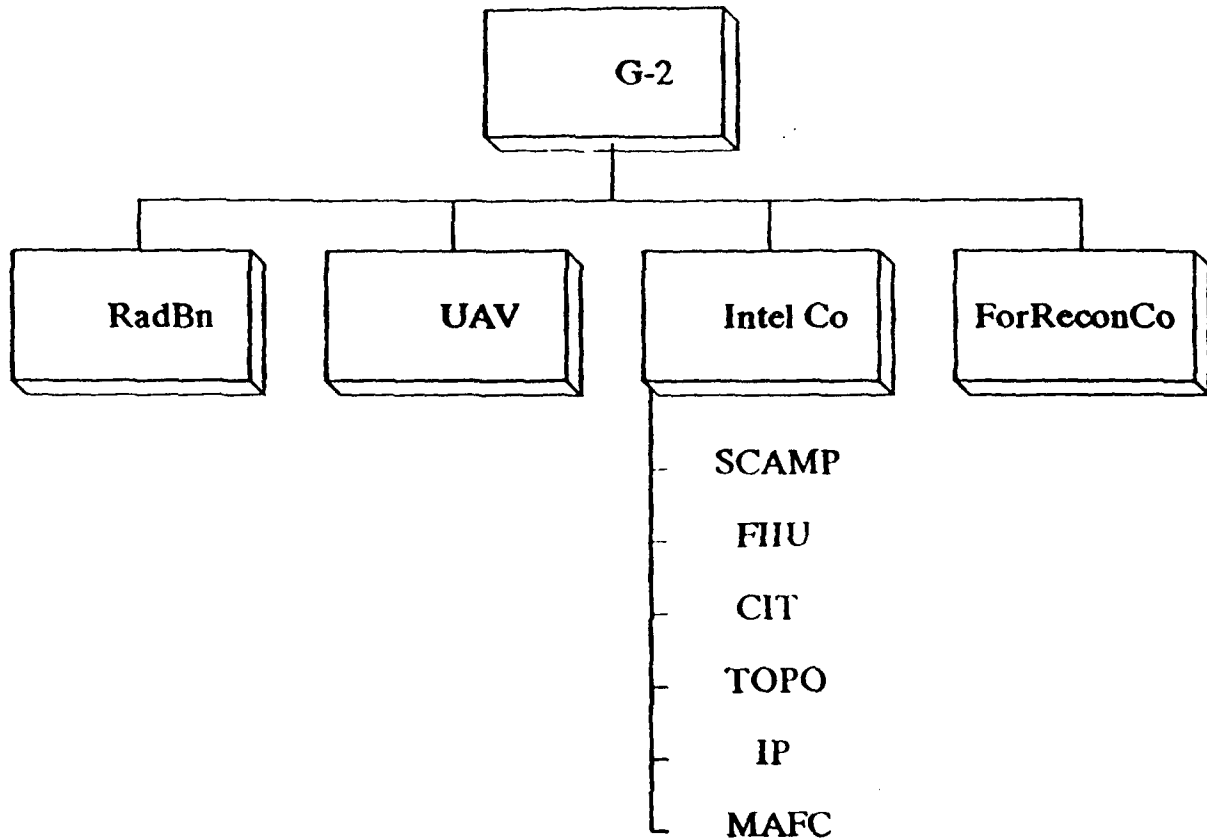 G-2
RadBn
UAV
Intel Co
ForReconCo
SCAMP
FIIU
CIT
TOPO
IP
MAFC